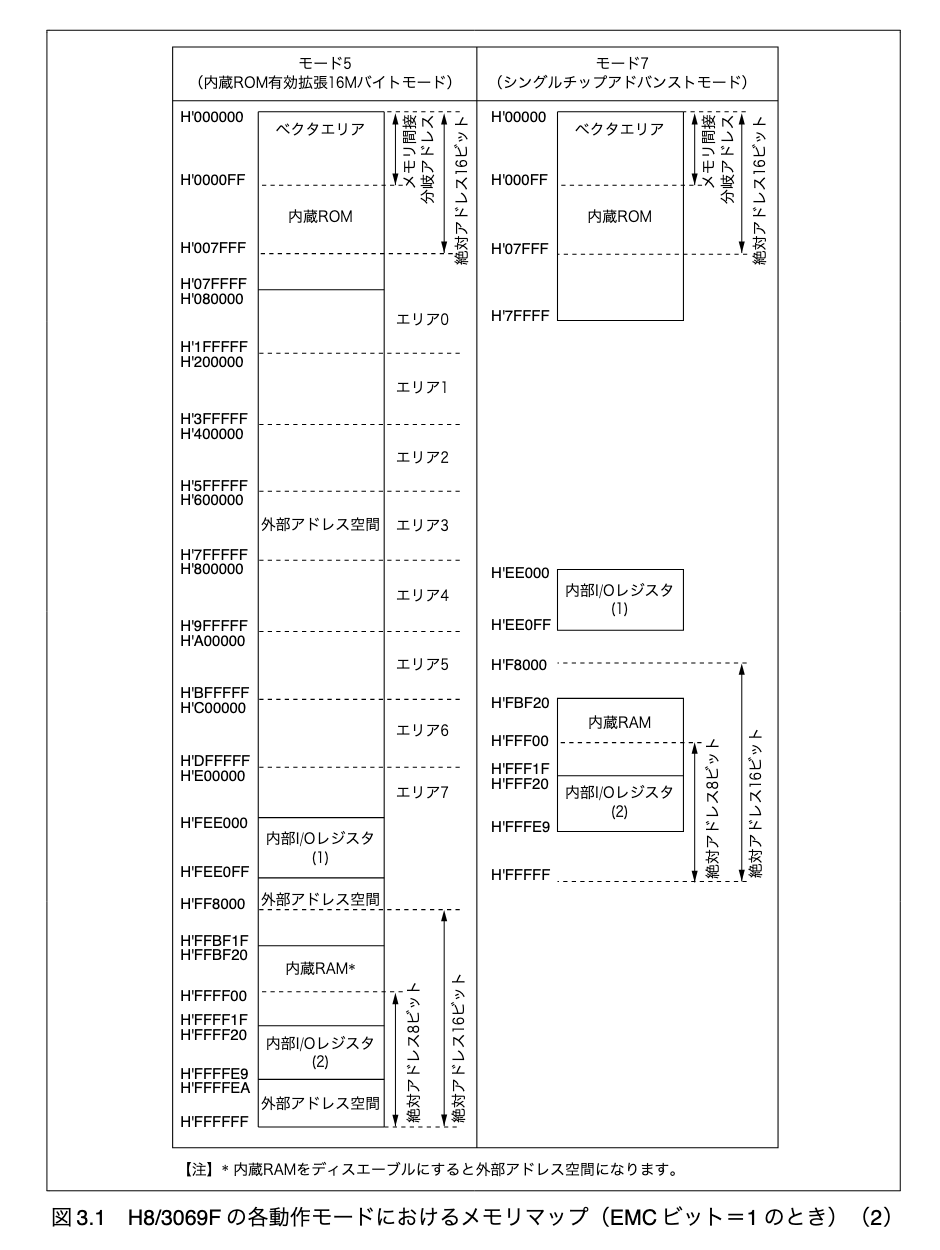 モード5
（内蔵ROM有効拡張16Mバイトモード）
H'000000
ベクタエリア
メモリ間接
分岐アドレス
絶対アドレス16ビット
H'0000FF
内蔵ROM
H'007FFF
H'07FFFF
H'080000
エリア0
H'1FFFFF
H'200000
エリア1
H'3FFFFF
H'400000
エリア2
H'5FFFFF
H'600000
外部アドレス空間
エリア3
H'7FFFFF
H'800000
エリア4
H'9FFFFF
H'A00000
エリア5
H'BFFFFF
H'C00000
エリア6
H'DFFFFF
H'E00000
エリア7
H'FEE000
内部I/Oレジスタ
(1)
H'FEE0FF
外部アドレス空間
H'FF8000
H'FFBF1F
H'FFBF20
内蔵RAM*
H'FFFF00
絶対アドレス8ビット
絶対アドレス16ビット
H'FFFF1F
H'FFFF20
内部I/Oレジスタ
(2)
H'FFFFE9
H'FFFFEA
外部アドレス空間
H'FFFFFF
モード7
（シングルチップアドバンストモード）
H'00000
ベクタエリア
メモリ間接
分岐アドレス
絶対アドレス16ビット
H'000FF
内蔵ROM
H'07FFF
H'7FFFF
H'EE000
内部I/Oレジスタ
(1)
H'EE0FF
H'F8000
H'FBF20
内蔵RAM
H'FFF00
絶対アドレス8ビット
絶対アドレス16ビット
H'FFF1F
H'FFF20
内部I/Oレジスタ
(2)
H'FFFE9
H'FFFFF
【注】* 内蔵RAMをディスエーブルにすると外部アドレス空間になります。
図3.1　H8/3069F の各動作モードにおけるメモリマップ（EMC ビット＝1 のとき）（2）